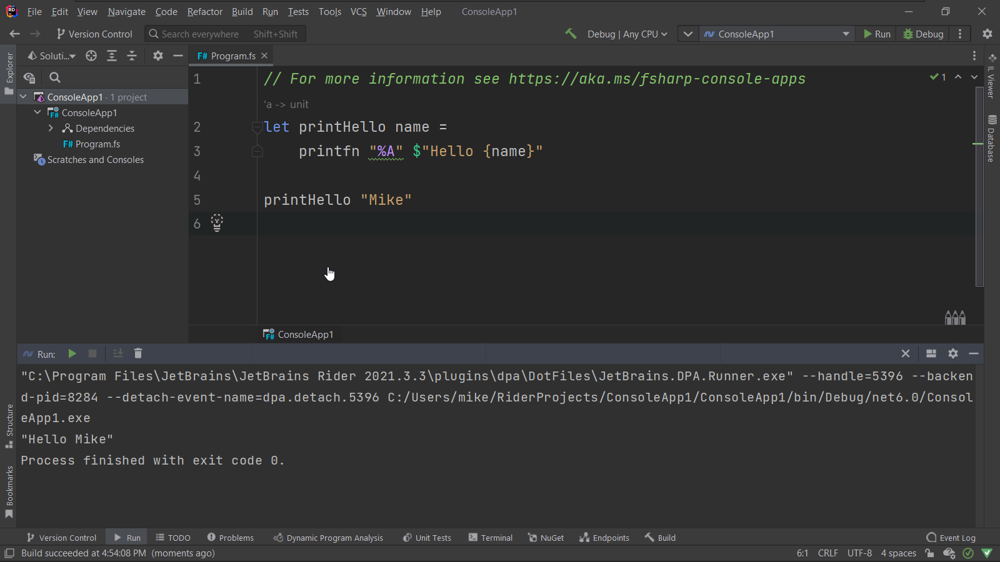 RD File Edit View Navigate Code Refactor Build Run Tests Tools VCS Window Help ConsoleApp1
Version Control Search everywhere Shift+Shift Debug | Any CPU ConsoleApp1 Run Debug
Soluti... F# Program.fs
Explorer
1 // For more information see https://aka.ms/fsharp-console-apps 1
IL Viewer
ConsoleApp1 · 1 project
'a -> unit
ConsoleApp1
Dependencies
2 let printHello name =
Database
F# Program.fs
3 printfn "%A" $"Hello {name}"
Scratches and Consoles
4
5 printHello "Mike"
6
F# ConsoleApp1
Run:
"C:\Program Files\JetBrains\JetBrains Rider 2021.3.3\plugins\dpa\DotFiles\JetBrains.DPA.Runner.exe" --handle=5396 --backen
d-pid=8284 --detach-event-name=dpa.detach.5396 C:/Users/mike/RiderProjects/ConsoleApp1/ConsoleApp1/bin/Debug/net6.0/Consol
eApp1.exe
"Hello Mike"
Process finished with exit code 0.
Structure
Bookmarks
Version Control Run TODO Problems Dynamic Program Analysis Unit Tests Terminal NuGet Endpoints Build Event Log
Build succeeded at 4:54:08 PM (moments ago) 6:1 CRLF UTF-8 4 spaces